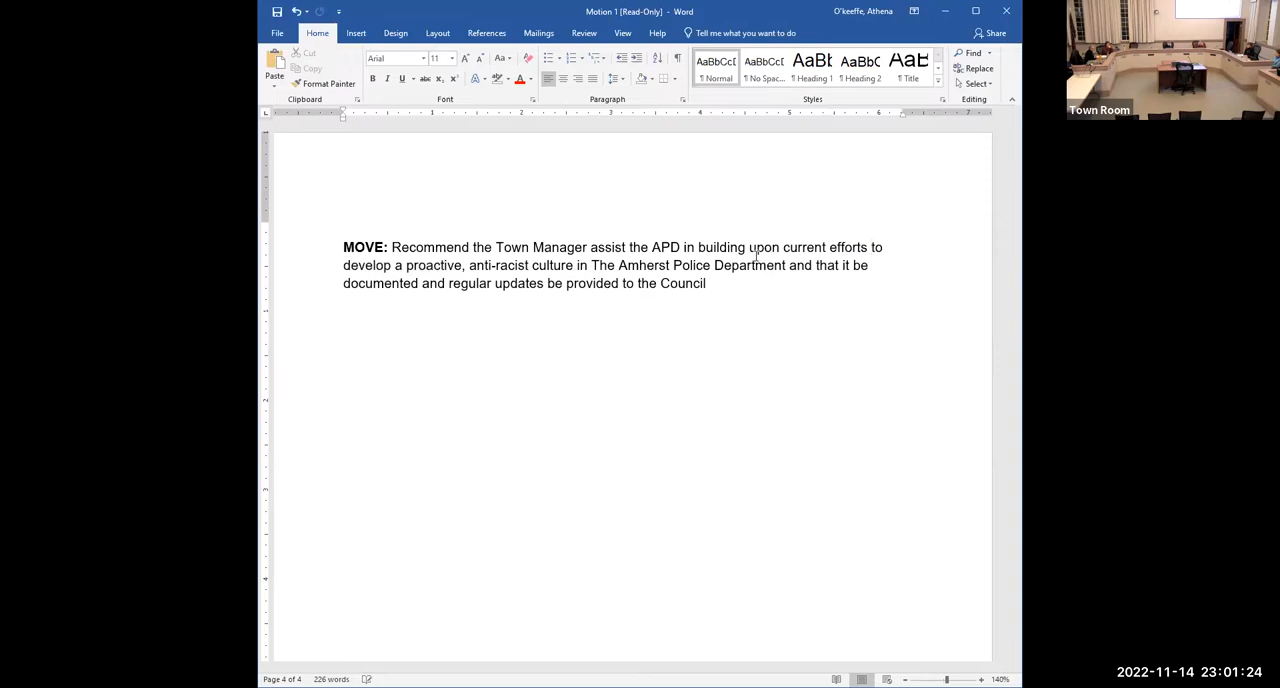 Motion 1 [Read-Only] - Word
O'keeffe, Athena
File Home Insert Design Layout References Mailings Review View Help Tell me what you want to do Share
Paste
Cut
Copy
Format Painter
Clipboard
Arial 11
Font
Paragraph
AaBbCcI AaBbCcI AaBb AaBbC AaBb
¶ Normal ¶ No Spac... ¶ Heading 1 ¶ Heading 2 ¶ Title
Styles
Find
Replace
Select
Editing
MOVE: Recommend the Town Manager assist the APD in building upon current efforts to
develop a proactive, anti-racist culture in The Amherst Police Department and that it be
documented and regular updates be provided to the Council
Page 4 of 4 226 words
140%
Town Room
2022-11-14 23:01:24